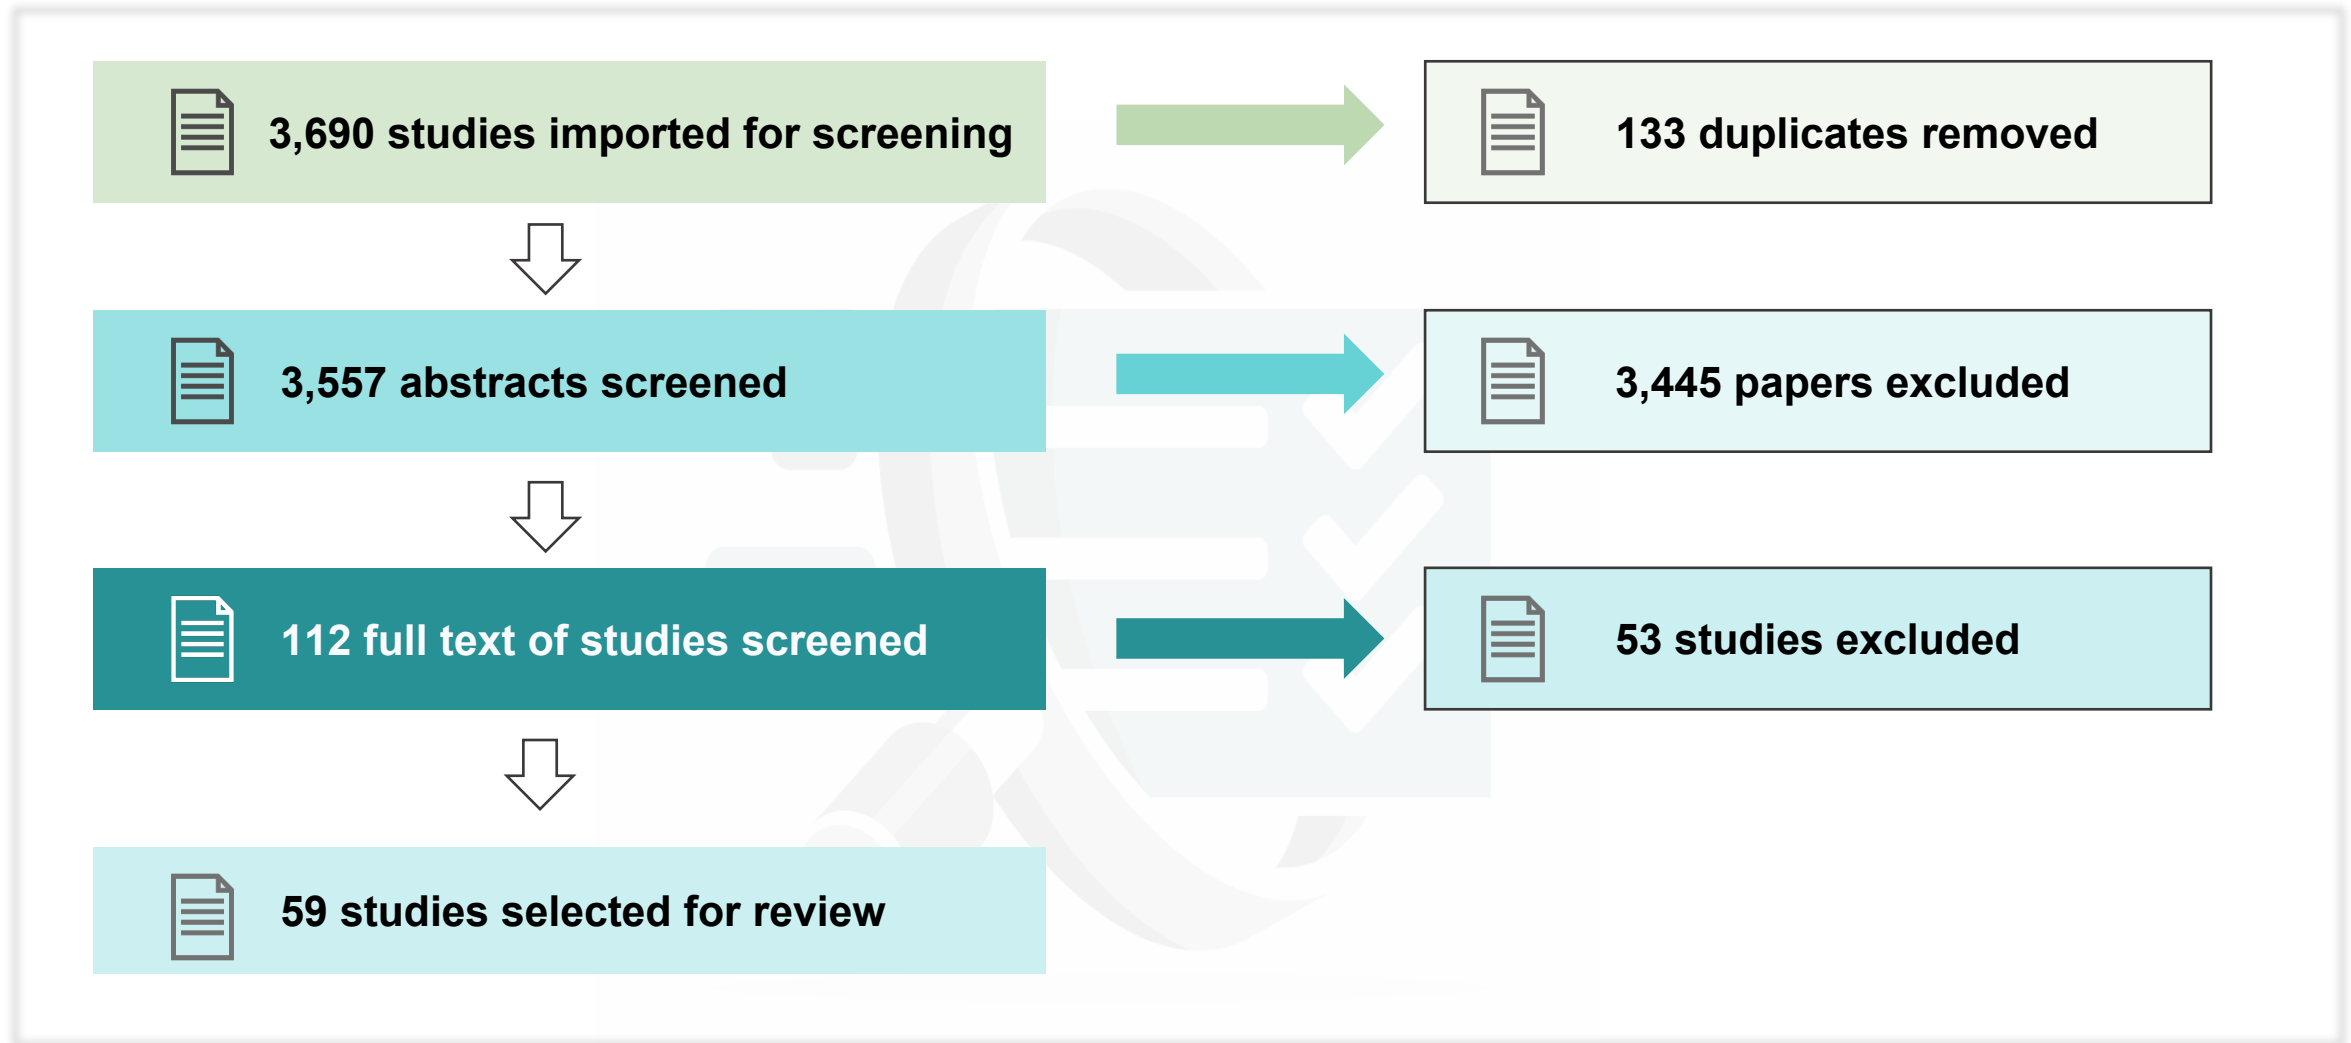 3,690 studies imported for screening
133 duplicates removed
3,557 abstracts screened
3,445 papers excluded
112 full text of studies screened
53 studies excluded
59 studies selected for review